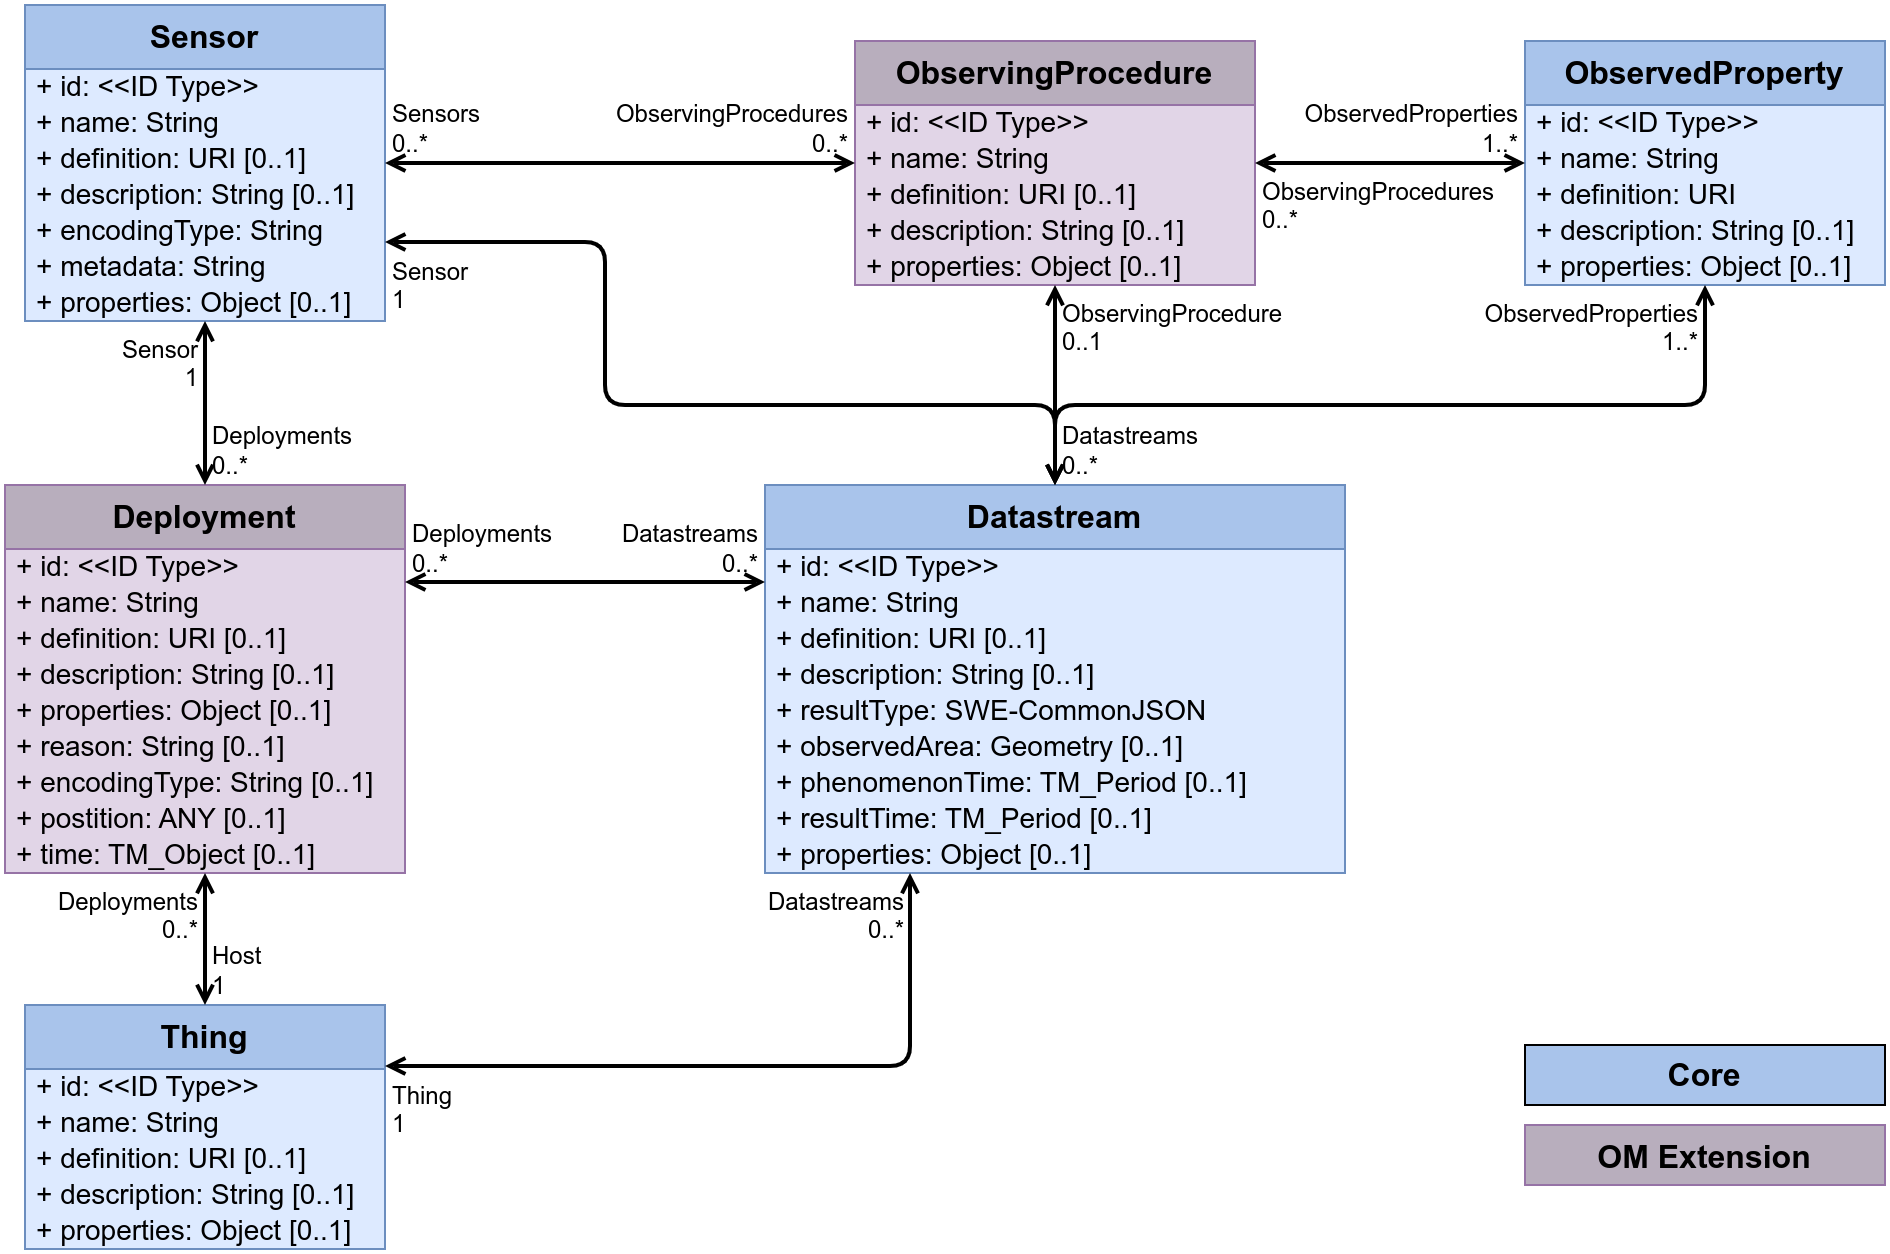 Sensor
+ id: <<ID Type>>
+ name: String
+ definition: URI [0..1]
+ description: String [0..1]
+ encodingType: String
+ metadata: String
+ properties: Object [0..1]
Sensors
0..*
ObservingProcedures
0..*
ObservingProcedure
+ id: <<ID Type>>
+ name: String
+ definition: URI [0..1]
+ description: String [0..1]
+ properties: Object [0..1]
ObservedProperties
1..*
ObservingProcedures
0..*
ObservedProperty
+ id: <<ID Type>>
+ name: String
+ definition: URI
+ description: String [0..1]
+ properties: Object [0..1]
Sensor
1
ObservingProcedure
0..1
ObservedProperties
1..*
Sensor
1
Deployments
0..*
Datastreams
0..*
Deployment
+ id: <<ID Type>>
+ name: String
+ definition: URI [0..1]
+ description: String [0..1]
+ properties: Object [0..1]
+ reason: String [0..1]
+ encodingType: String [0..1]
+ postition: ANY [0..1]
+ time: TM_Object [0..1]
Deployments
0..*
Datastreams
0..*
Datastream
+ id: <<ID Type>>
+ name: String
+ definition: URI [0..1]
+ description: String [0..1]
+ resultType: SWE-CommonJSON
+ observedArea: Geometry [0..1]
+ phenomenonTime: TM_Period [0..1]
+ resultTime: TM_Period [0..1]
+ properties: Object [0..1]
Deployments
0..*
Host
1
Datastreams
0..*
Thing
+ id: <<ID Type>>
+ name: String
+ definition: URI [0..1]
+ description: String [0..1]
+ properties: Object [0..1]
Thing
1
Core
OM Extension